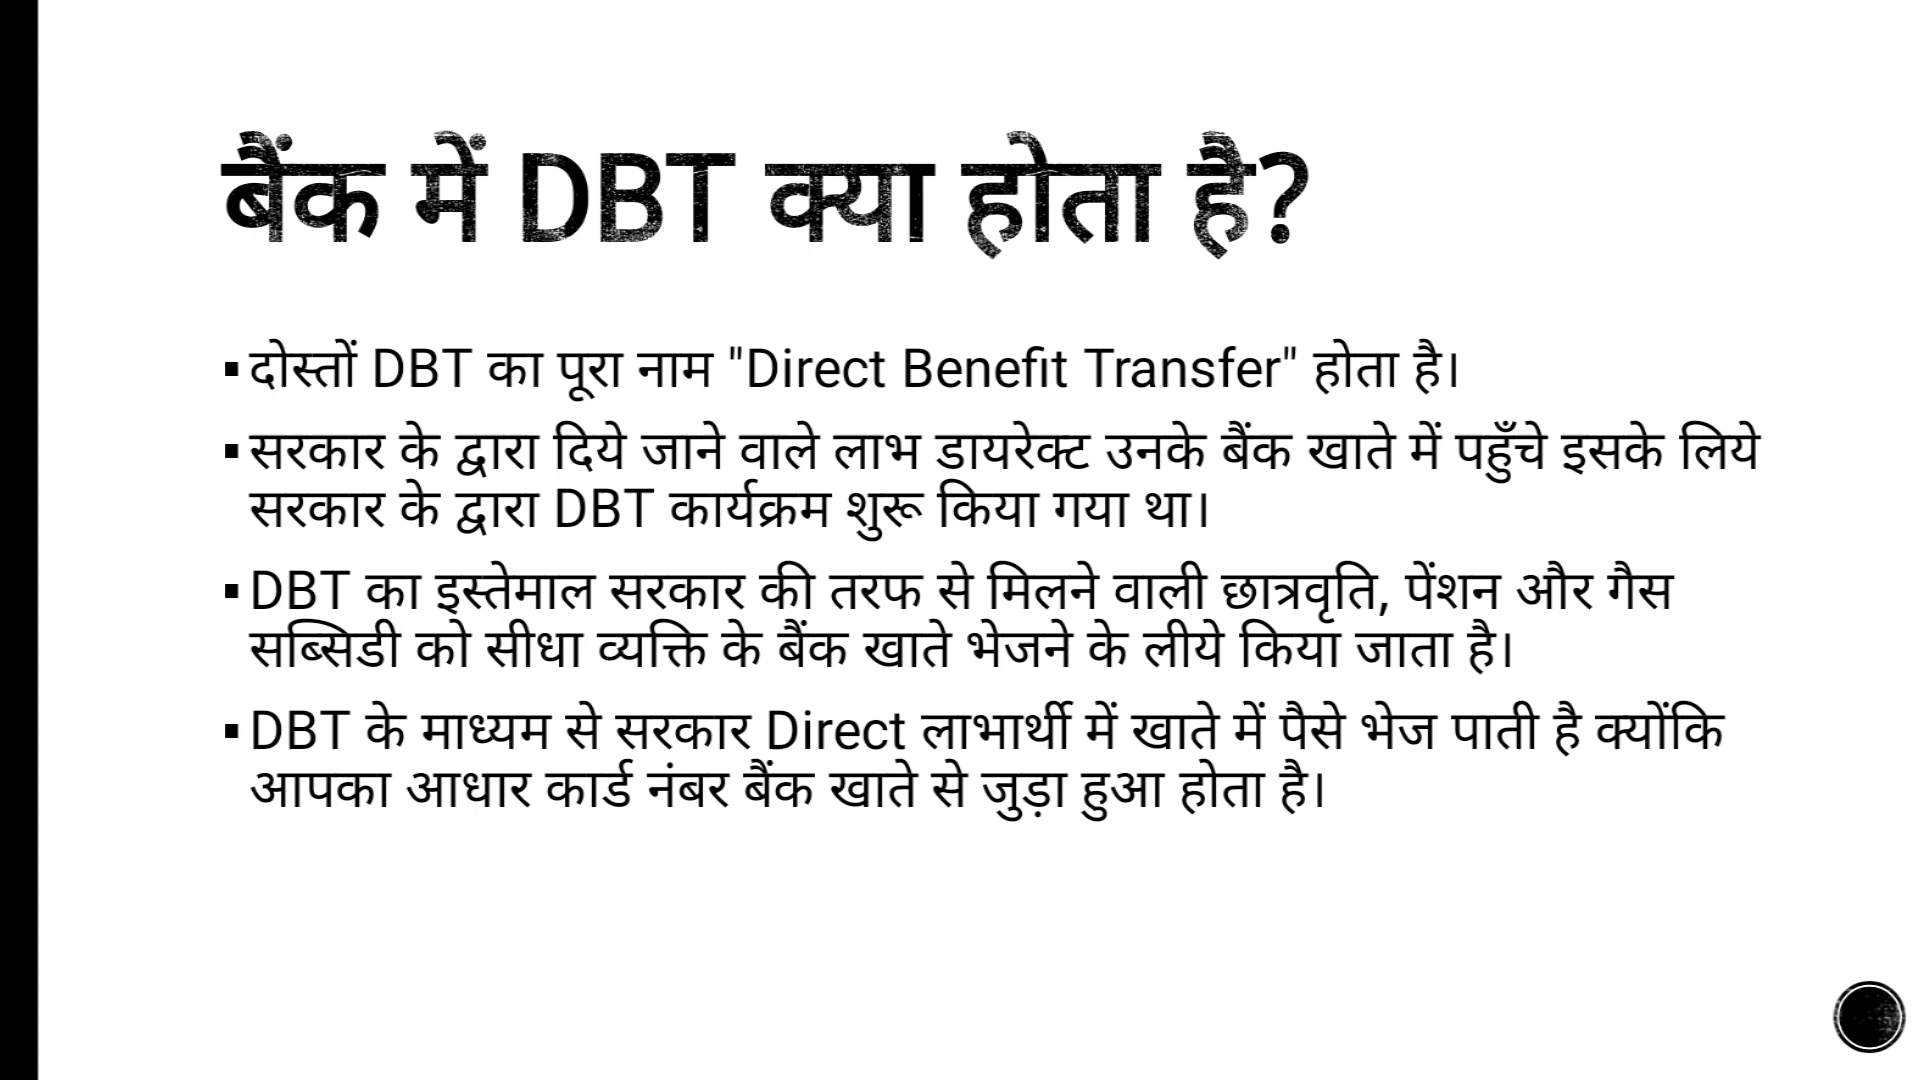 बैंक में DBT क्या होता है?
▪ दोस्तों DBT का पूरा नाम "Direct Benefit Transfer" होता है।
▪ सरकार के द्वारा दिये जाने वाले लाभ डायरेक्ट उनके बैंक खाते में पहुँचे इसके लिये
सरकार के द्वारा DBT कार्यक्रम शुरू किया गया था।
▪ DBT का इस्तेमाल सरकार की तरफ से मिलने वाली छात्रवृति, पेंशन और गैस
सब्सिडी को सीधा व्यक्ति के बैंक खाते भेजने के लीये किया जाता है।
▪ DBT के माध्यम से सरकार Direct लाभार्थी में खाते में पैसे भेज पाती है क्योंकि
आपका आधार कार्ड नंबर बैंक खाते से जुड़ा हुआ होता है।